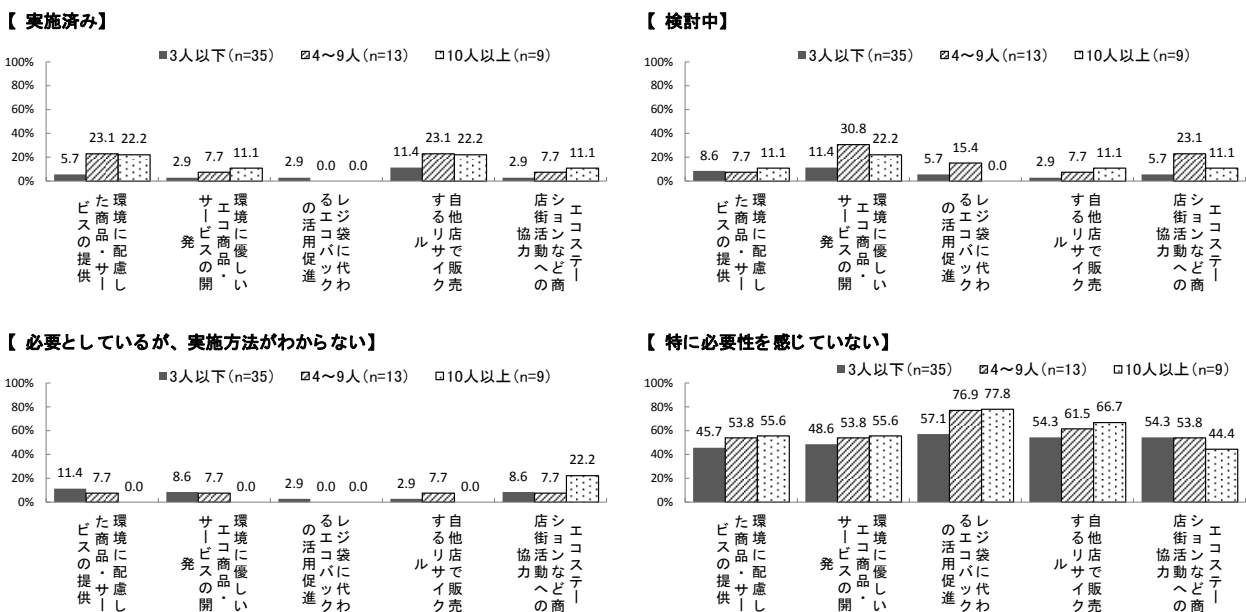 【 実施済み】
■3人以下(n=35) 4～9人(n=13) 10人以上(n=9)
100%
80%
60%
40%
20%
0%
5.7 23.1 22.2 2.9 7.7 11.1 2.9 0.0 0.0 11.4 23.1 22.2 2.9 7.7 11.1
環境に配慮し
た商品・サー
ビスの提供
環境に優しい
エコ商品・
サービスの開
発
レジ袋に代わ
るエコバック
の活用促進
自他店で販売
するリサイク
ル
エコステー
ションなど商
店街活動への
協力
【 検討中】
■3人以下(n=35) 4～9人(n=13) 10人以上(n=9)
100%
80%
60%
40%
20%
0%
8.6 7.7 11.1 11.4 30.8 22.2 5.7 15.4 0.0 2.9 7.7 11.1 5.7 23.1 11.1
環境に配慮し
た商品・サー
ビスの提供
環境に優しい
エコ商品・
サービスの開
発
レジ袋に代わ
るエコバック
の活用促進
自他店で販売
するリサイク
ル
エコステー
ションなど商
店街活動への
協力
【 必要としているが、実施方法がわからない】
■3人以下(n=35) 4～9人(n=13) 10人以上(n=9)
100%
80%
60%
40%
20%
0%
11.4 7.7 0.0 8.6 7.7 0.0 2.9 0.0 0.0 2.9 7.7 0.0 8.6 7.7 22.2
環境に配慮し
た商品・サー
ビスの提供
環境に優しい
エコ商品・
サービスの開
発
レジ袋に代わ
るエコバック
の活用促進
自他店で販売
するリサイク
ル
エコステー
ションなど商
店街活動への
協力
【 特に必要性を感じていない】
■3人以下(n=35) 4～9人(n=13) 10人以上(n=9)
100%
80%
60%
40%
20%
0%
45.7 53.8 55.6 48.6 53.8 55.6 57.1 76.9 77.8 54.3 61.5 66.7 54.3 53.8 44.4
環境に配慮し
た商品・サー
ビスの提供
環境に優しい
エコ商品・
サービスの開
発
レジ袋に代わ
るエコバック
の活用促進
自他店で販売
するリサイク
ル
エコステー
ションなど商
店街活動への
協力